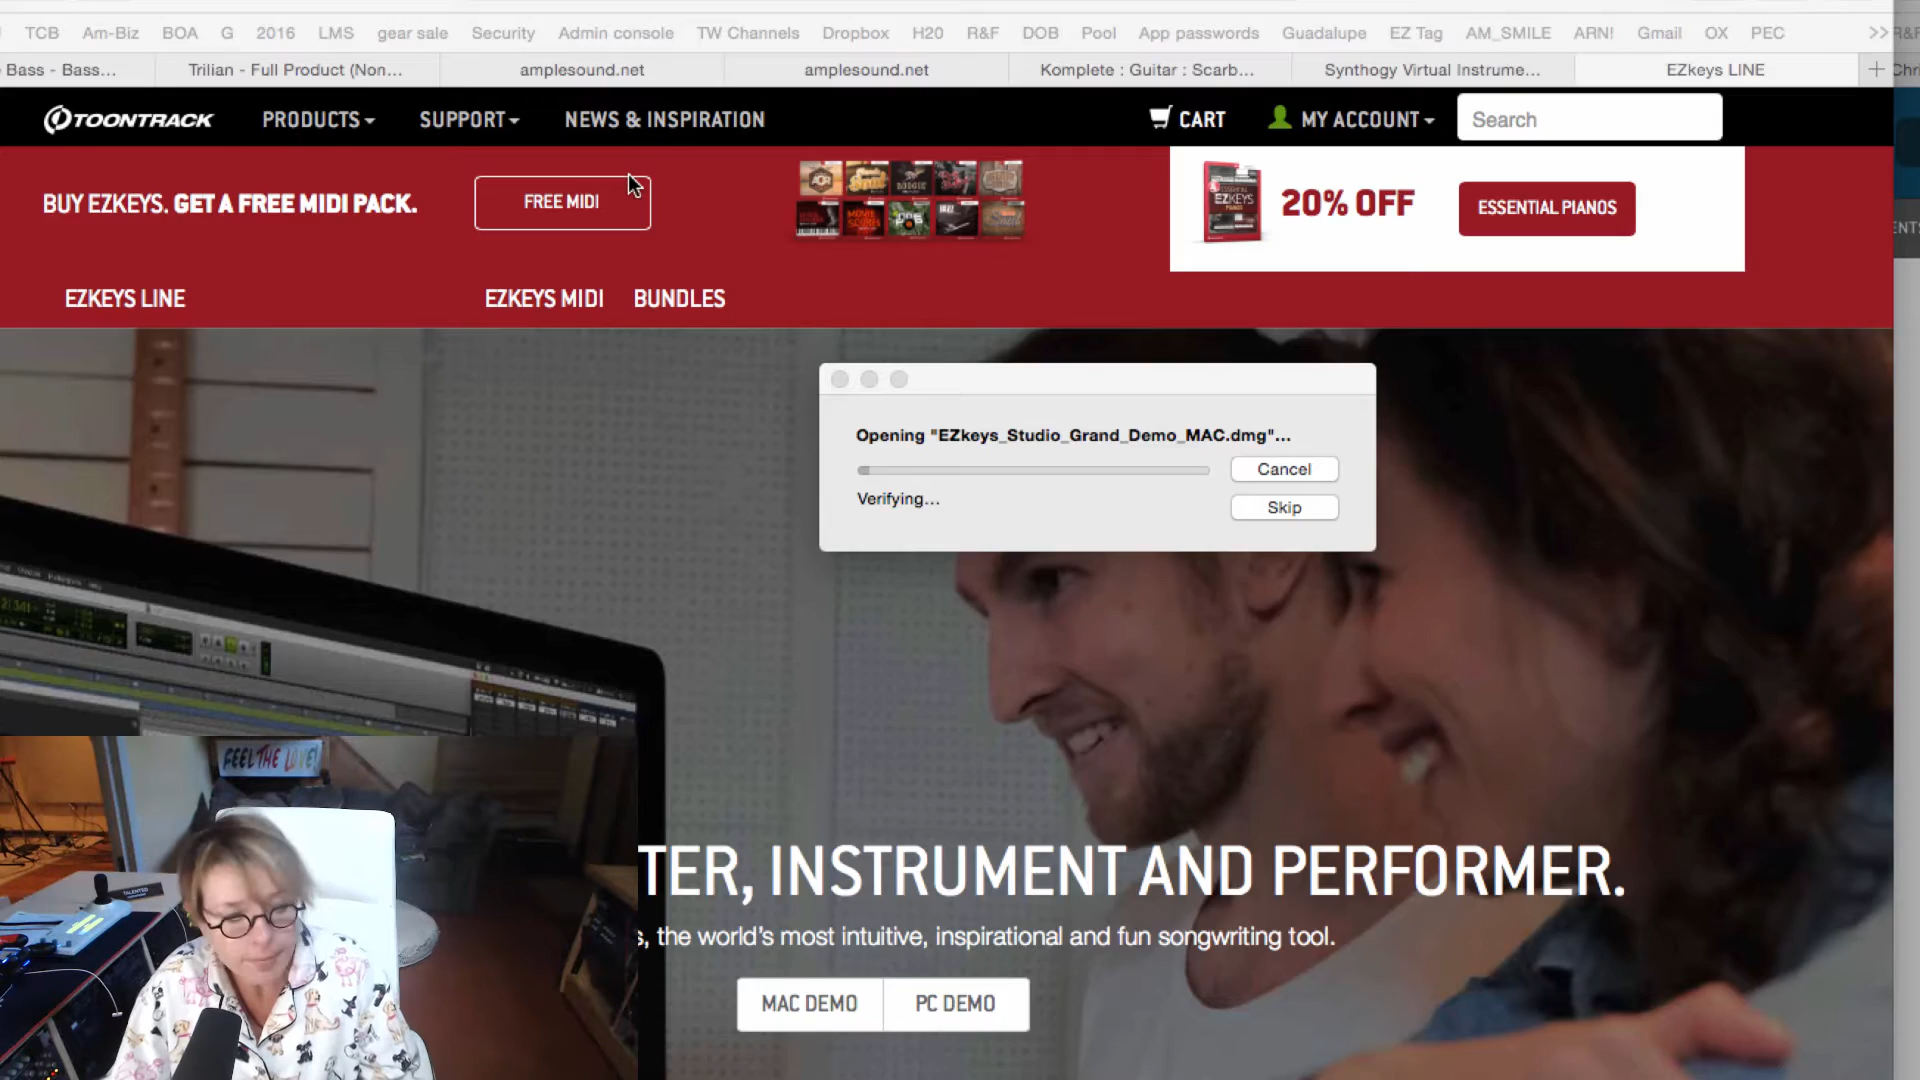 TCB Am-Biz BOA G 2016 LMS gear sale Security Admin console TW Channels Dropbox H20 R&F DOB Pool App passwords Guadalupe EZ Tag AM_SMILE ARN! Gmail OX PEC >>
Bass - Bass... Trilian - Full Product (Non... amplesound.net amplesound.net Komplete : Guitar : Scarb... Synthogy Virtual Instrume... EZkeys LINE +
TOONTRACK PRODUCTS SUPPORT NEWS & INSPIRATION CART MY ACCOUNT Search
BUY EZKEYS. GET A FREE MIDI PACK. FREE MIDI 20% OFF ESSENTIAL PIANOS
EZKEYS LINE EZKEYS MIDI BUNDLES
Opening "EZkeys_Studio_Grand_Demo_MAC.dmg"...
Cancel
Verifying...
Skip
FEEL THE LOVE!
TER, INSTRUMENT AND PERFORMER.
s, the world's most intuitive, inspirational and fun songwriting tool.
MAC DEMO PC DEMO